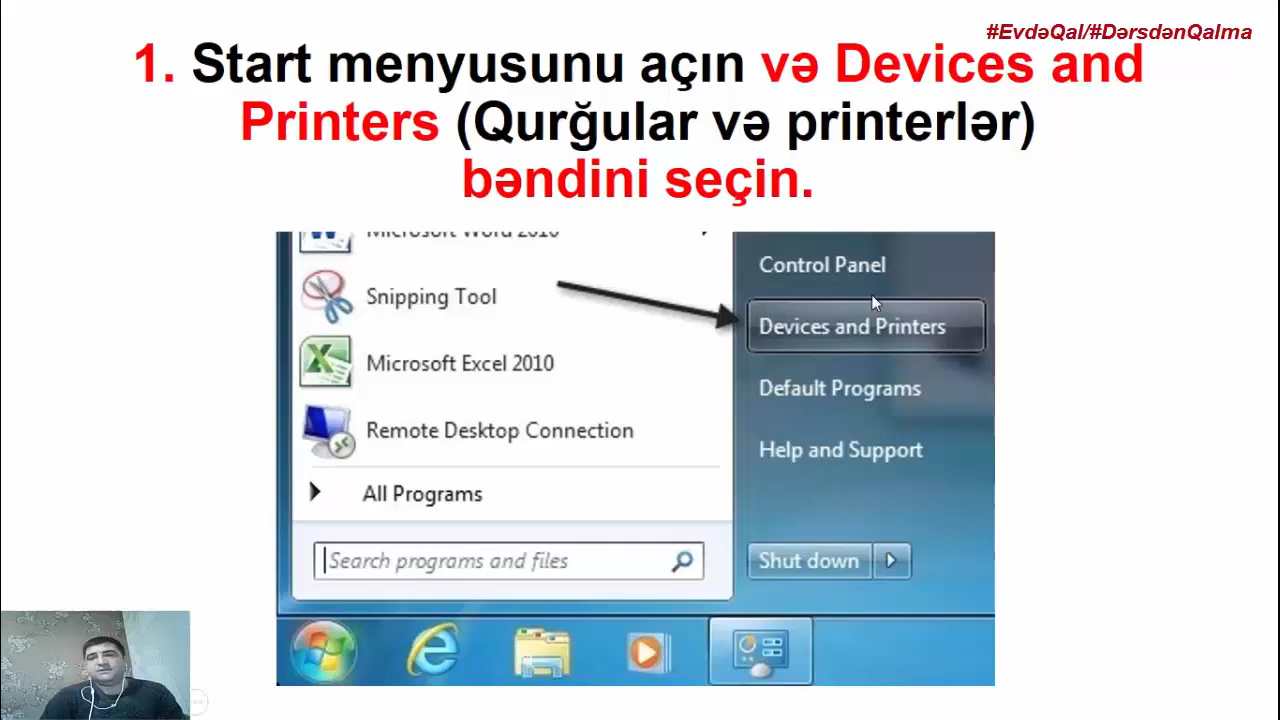 #EvdəQal/#DərsdənQalma
1. Start menyusunu açın və Devices and
Printers (Qurğular və printerlər)
bəndini seçin.
Microsoft Word 2010
Snipping Tool
Microsoft Excel 2010
Remote Desktop Connection
All Programs
Search programs and files
Control Panel
Devices and Printers
Default Programs
Help and Support
Shut down